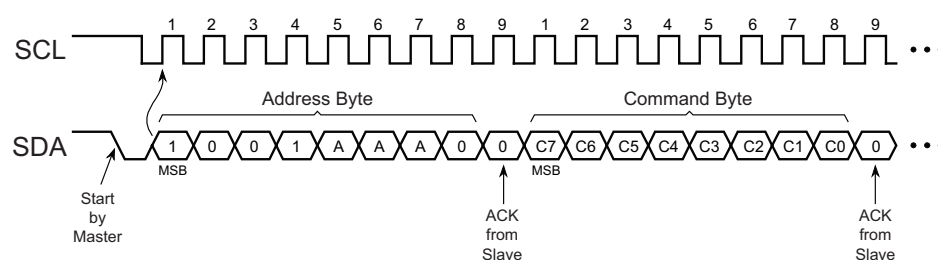 1 2 3 4 5 6 7 8 9 1 2 3 4 5 6 7 8 9
SCL
Address Byte Command Byte
SDA
1 0 0 1 A A A 0 0 C7 C6 C5 C4 C3 C2 C1 C0 0
MSB MSB
Start
by
Master
ACK
from
Slave
ACK
from
Slave